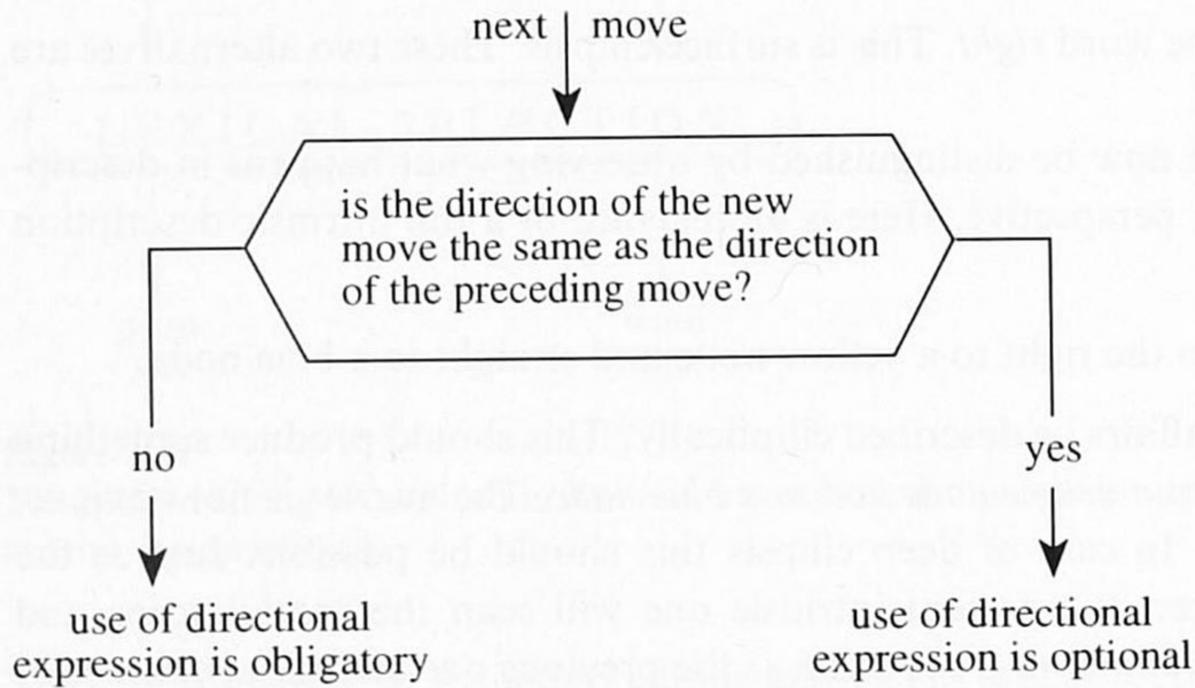 next move
is the direction of the new
move the same as the direction
of the preceding move?
no
yes
use of directional
expression is obligatory
use of directional
expression is optional